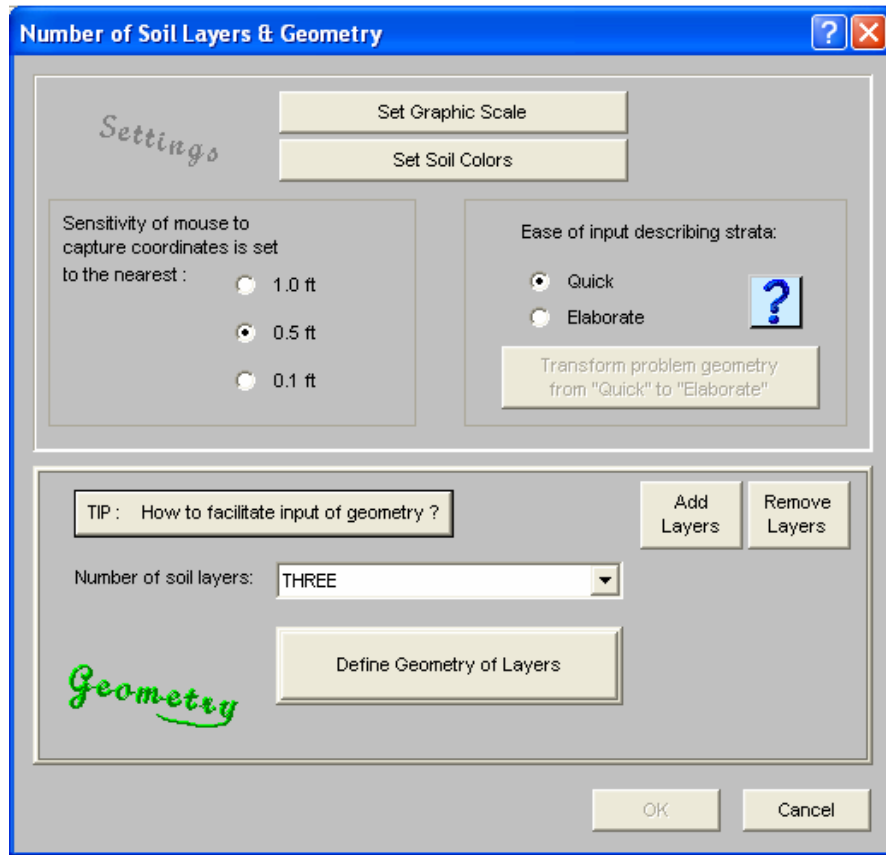 Number of Soil Layers & Geometry
?
Settings
Set Graphic Scale
Set Soil Colors
Sensitivity of mouse to
capture coordinates is set
to the nearest :
1.0 ft
0.5 ft
0.1 ft
Ease of input describing strata:
Quick
Elaborate
?
Transform problem geometry
from "Quick" to "Elaborate"
TIP : How to facilitate input of geometry ?
Add
Layers
Remove
Layers
Number of soil layers:
THREE
Define Geometry of Layers
Geometry
OK
Cancel